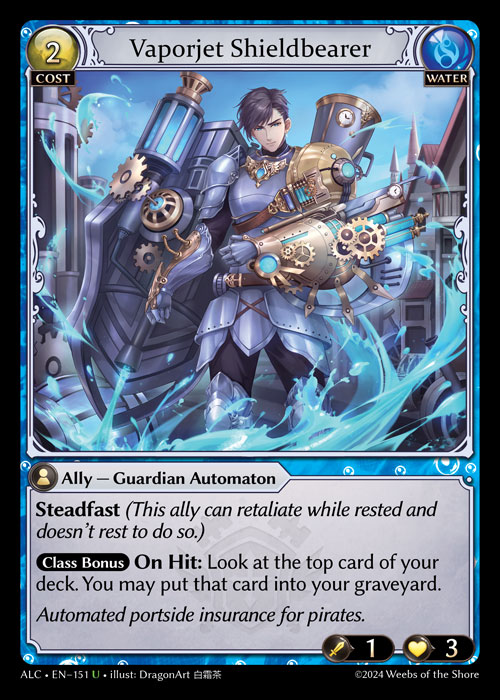 2
Vaporjet Shieldbearer
COST
WATER
Ally — Guardian Automaton
Steadfast (This ally can retaliate while rested and
doesn't rest to do so.)
Class Bonus On Hit: Look at the top card of your
deck. You may put that card into your graveyard.
Automated portside insurance for pirates.
1
3
ALC • EN–151 U • illust: DragonArt 白霜茶
©2024 Weebs of the Shore